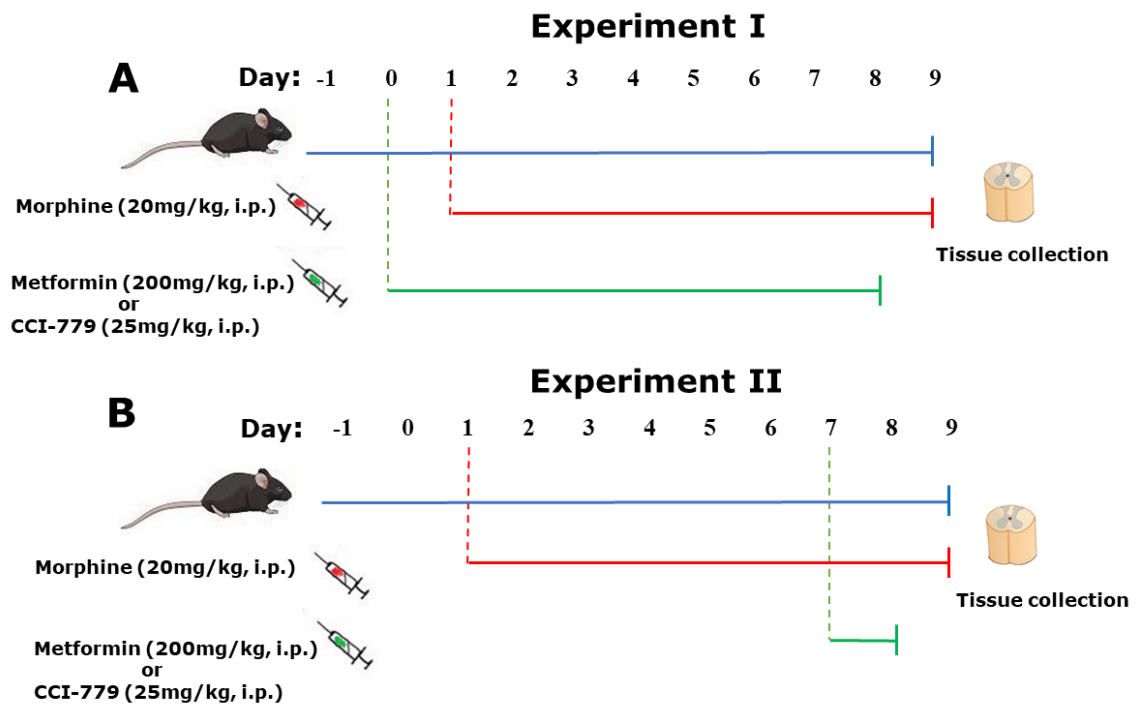 Experiment I
A
Day: -1 0 1 2 3 4 5 6 7 8 9
Morphine (20mg/kg, i.p.)
Tissue collection
Metformin (200mg/kg, i.p.)
or
CCI-779 (25mg/kg, i.p.)
Experiment II
B
Day: -1 0 1 2 3 4 5 6 7 8 9
Morphine (20mg/kg, i.p.)
Tissue collection
Metformin (200mg/kg, i.p.)
or
CCI-779 (25mg/kg, i.p.)